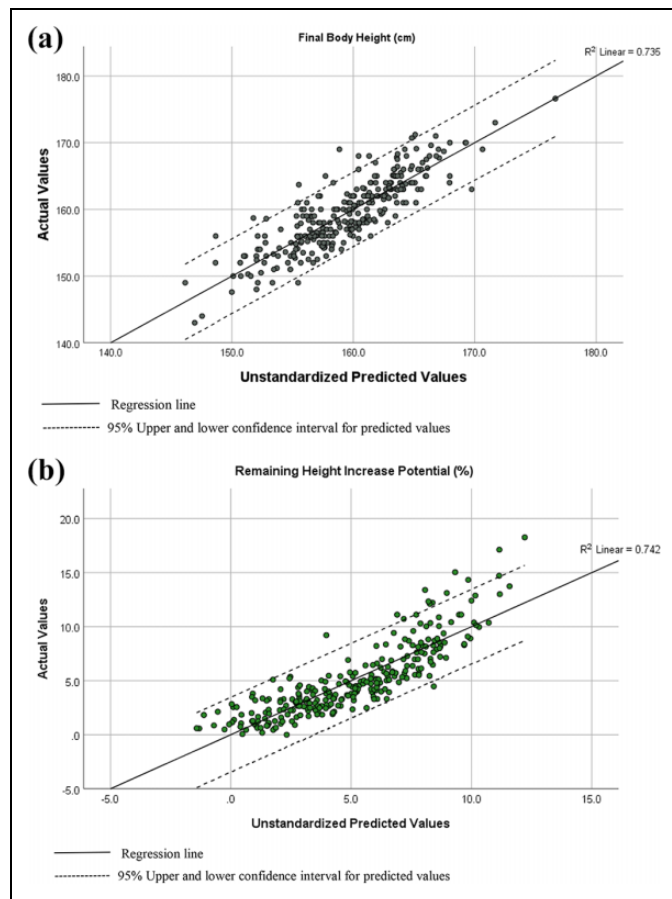 (a)
Final Body Height (cm)
R² Linear = 0.735
180.0
170.0
160.0
150.0
140.0
Actual Values
140.0 150.0 160.0 170.0 180.0
Unstandardized Predicted Values
Regression line
95% Upper and lower confidence interval for predicted values
(b)
Remaining Height Increase Potential (%)
R² Linear = 0.742
20.0
15.0
10.0
5.0
.0
-5.0
Actual Values
-5.0 .0 5.0 10.0 15.0
Unstandardized Predicted Values
Regression line
95% Upper and lower confidence interval for predicted values